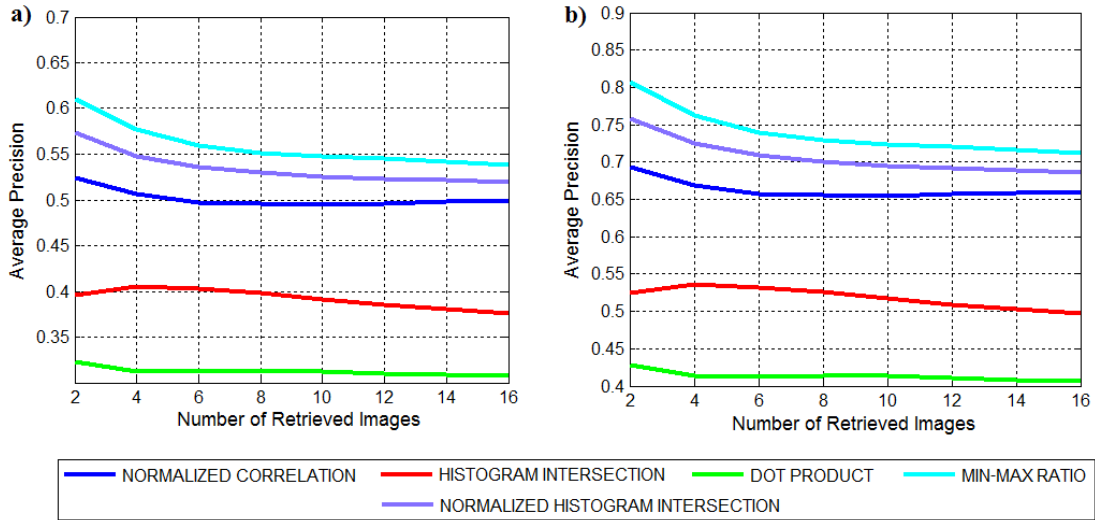 a)
0.7
0.65
0.6
0.55
0.5
0.45
0.4
0.35
Average Precision
2 4 6 8 10 12 14 16
Number of Retrieved Images
b)
0.9
0.85
0.8
0.75
0.7
0.65
0.6
0.55
0.5
0.45
0.4
Average Precision
2 4 6 8 10 12 14 16
Number of Retrieved Images
NORMALIZED CORRELATION HISTOGRAM INTERSECTION DOT PRODUCT MIN-MAX RATIO
NORMALIZED HISTOGRAM INTERSECTION